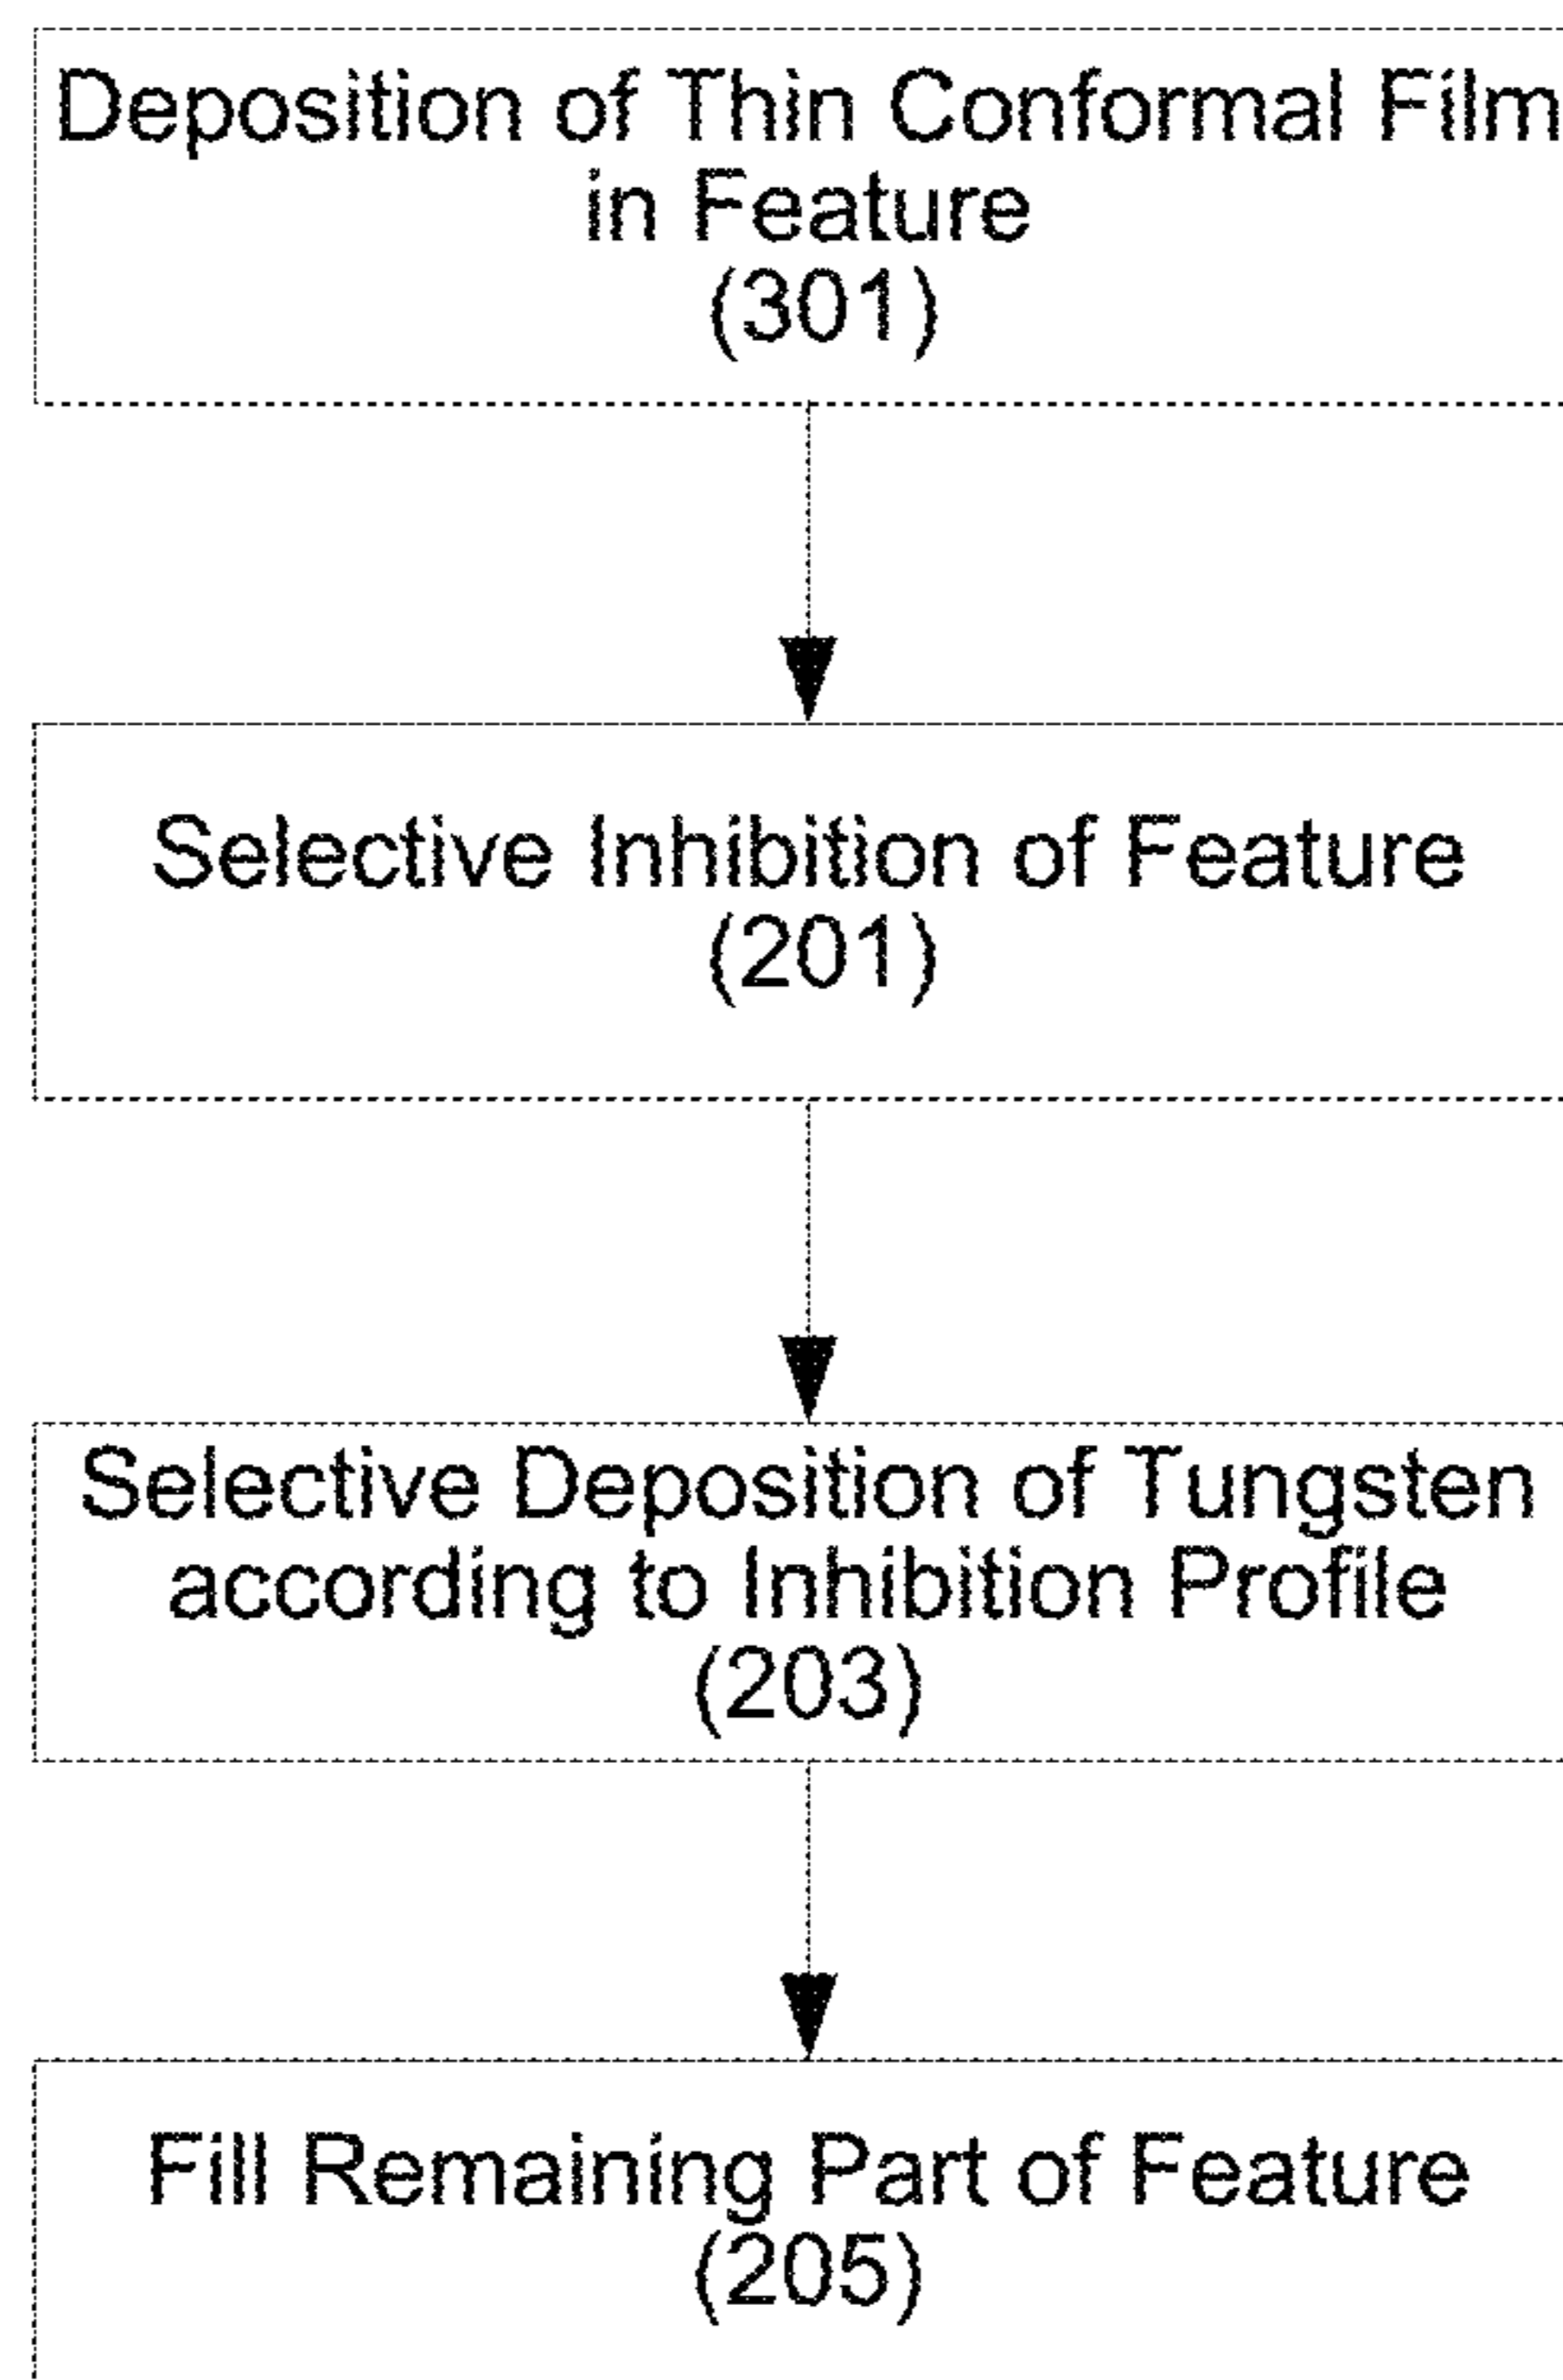 Deposition of Thin Conformal Film
in Feature
(301)
Selective Inhibition of Feature
(201)
Selective Deposition of Tungsten
according to Inhibition Profile
(203)
Fill Remaining Part of Feature
(205)